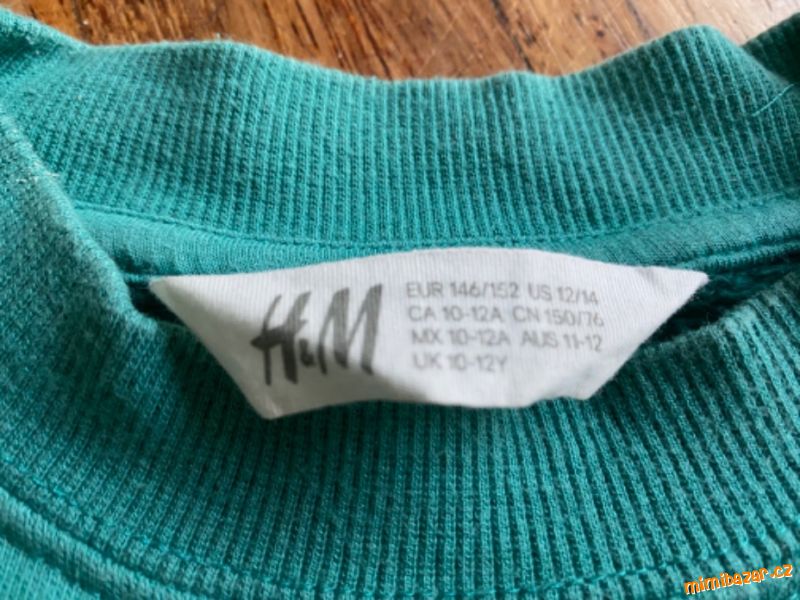 H&M
EUR 146/152 US 12/14
CA 10-12A CN 150/76
MX 10-12A AUS 11-12
UK 10-12Y
mimibazar.cz